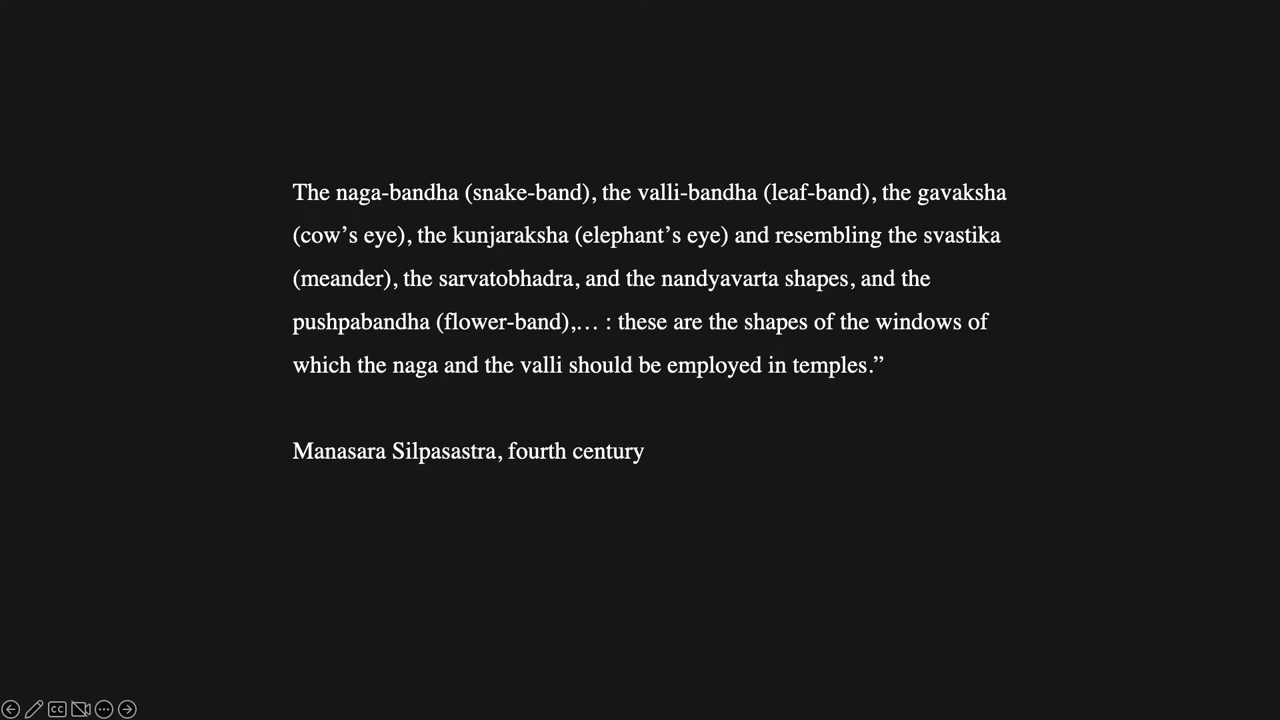 The naga-bandha (snake-band), the valli-bandha (leaf-band), the gavaksha
(cow’s eye), the kunjaraksha (elephant’s eye) and resembling the svastika
(meander), the sarvatobhadra, and the nandyavarta shapes, and the
pushpabandha (flower-band),… : these are the shapes of the windows of
which the naga and the valli should be employed in temples.”
Manasara Silpasastra, fourth century
CC